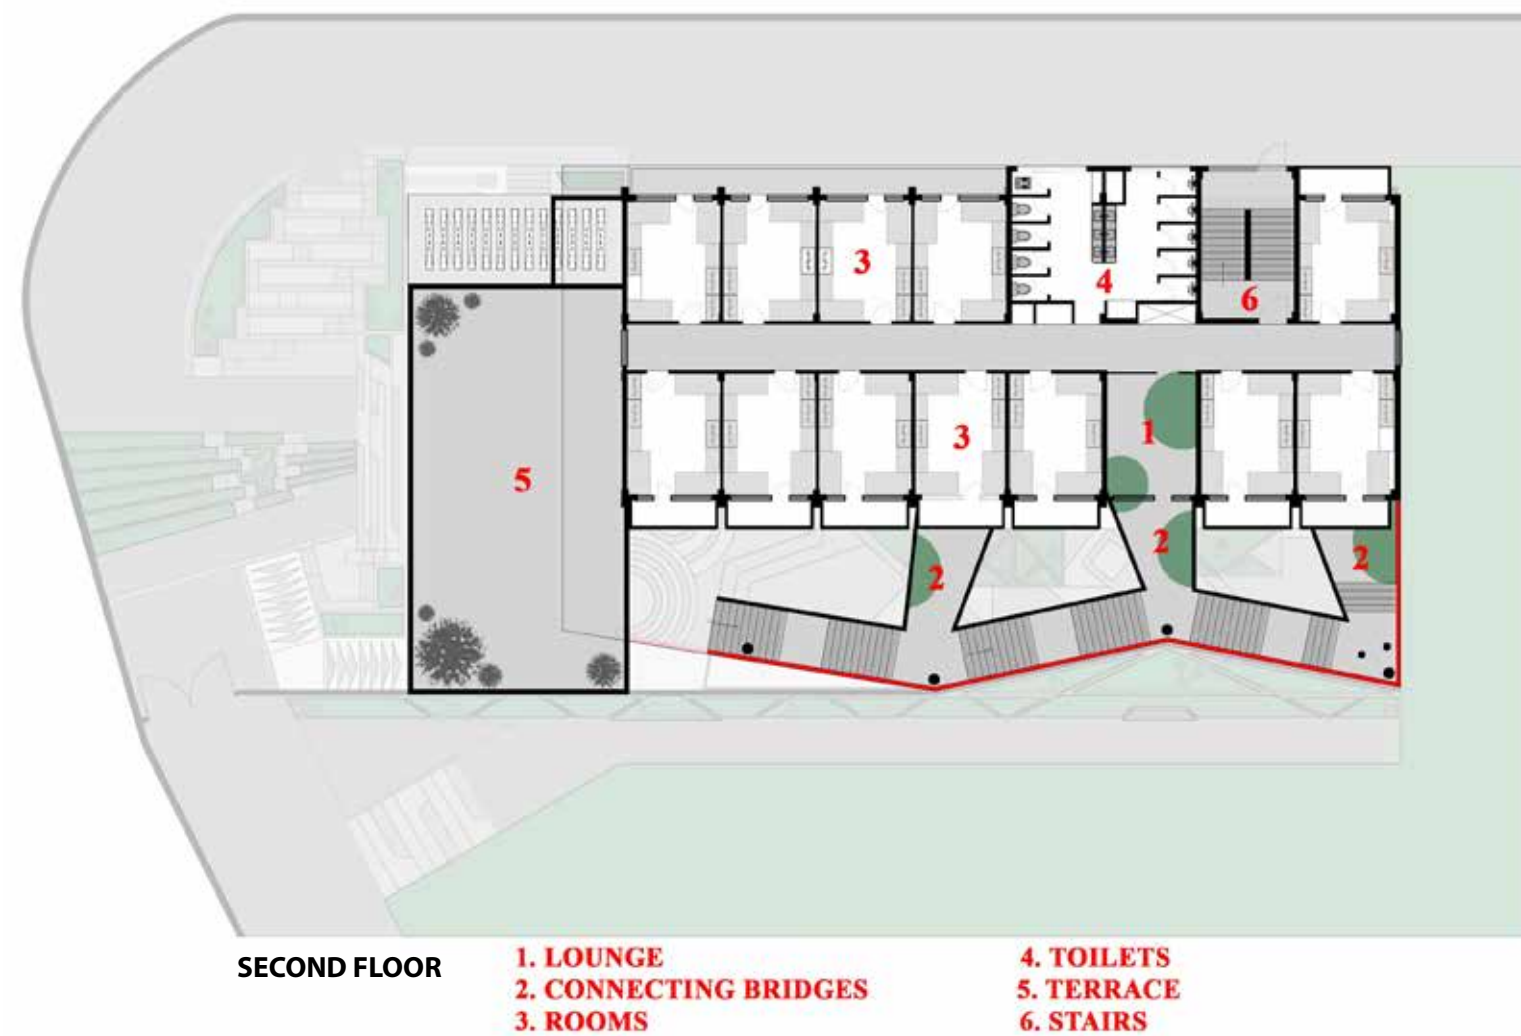 3
4
6
5
3
1
2
2
2
SECOND FLOOR
1. LOUNGE
2. CONNECTING BRIDGES
3. ROOMS
4. TOILETS
5. TERRACE
6. STAIRS